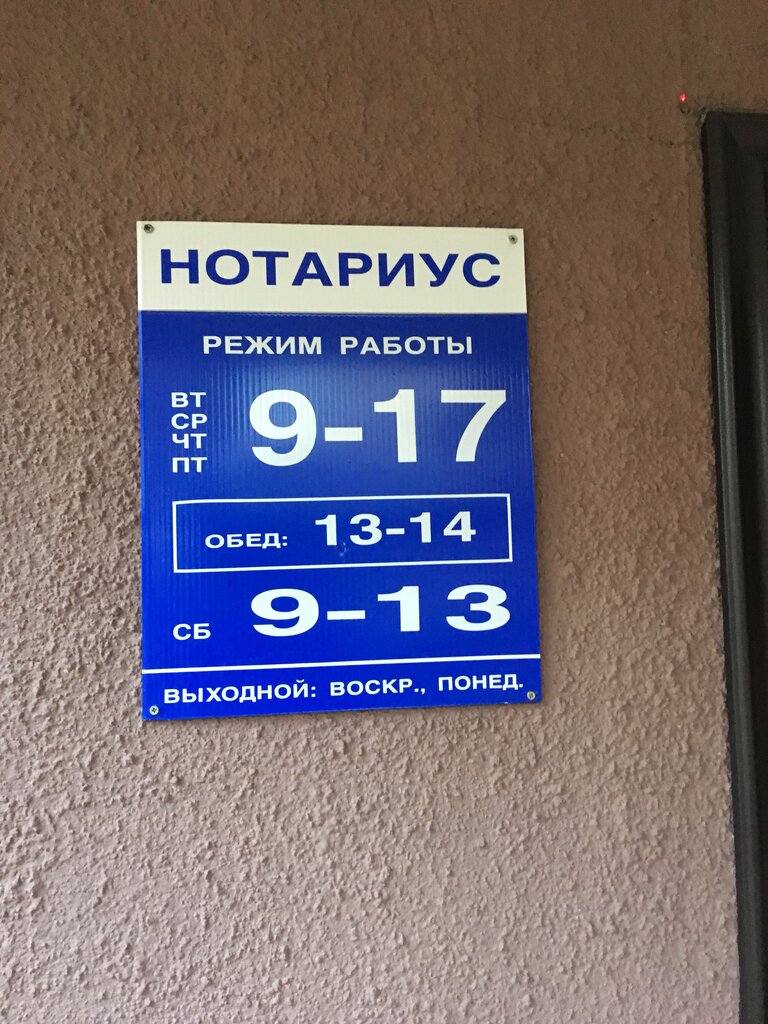 НОТАРИУС
РЕЖИМ РАБОТЫ
ВТ
СР
ЧТ
ПТ
9-17
ОБЕД: 13-14
СБ 9-13
ВЫХОДНОЙ: ВОСКР., ПОНЕД.